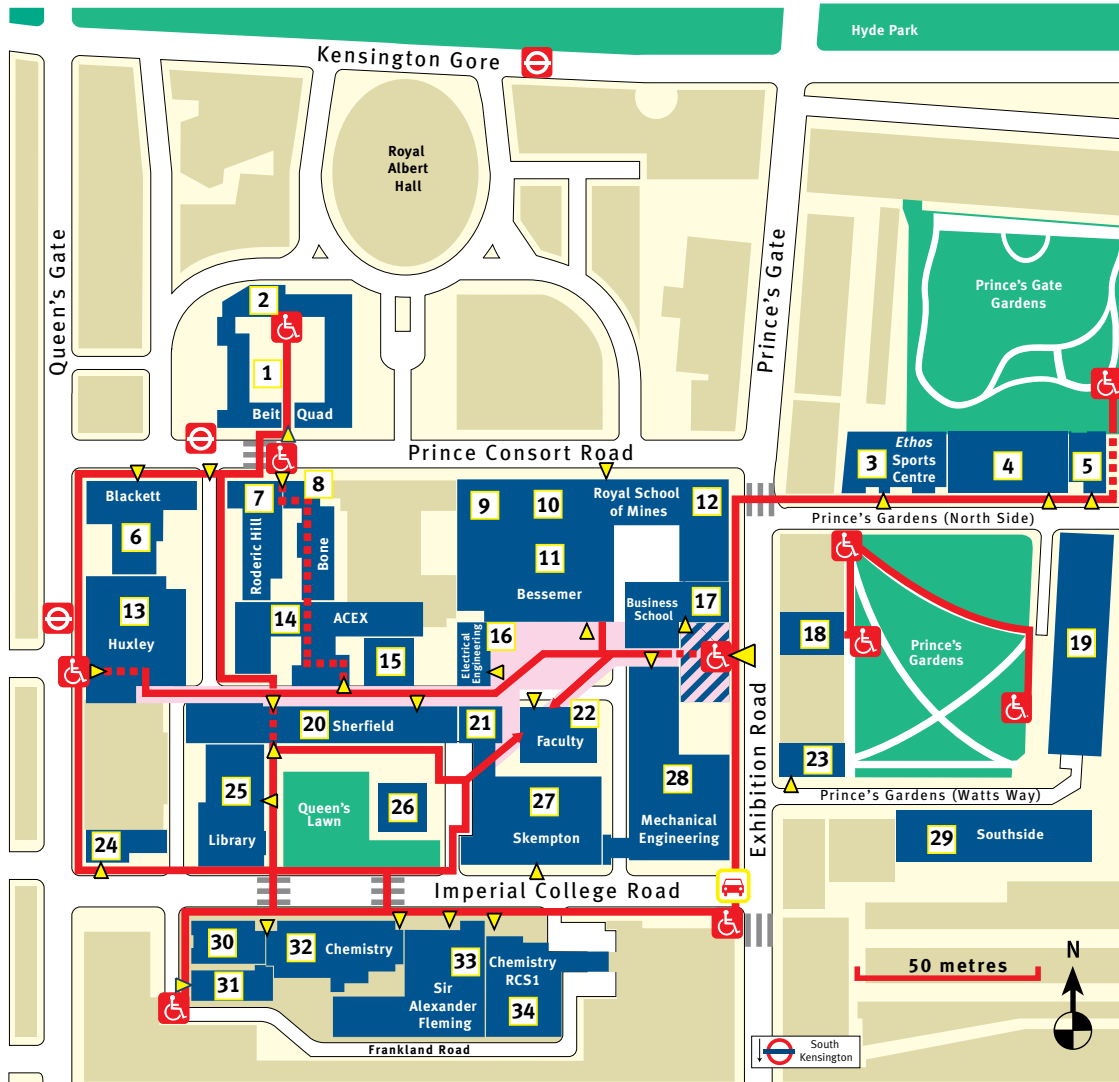 Hyde Park
Kensington Gore
Royal
Albert
Hall
Queen's Gate
Prince's Gate
Prince's Gate
Gardens
2
1
Beit Quad
Prince Consort Road
3
Ethos
Sports
Centre
4
5
Prince's Gardens (North Side)
Blackett
6
7
8
Roderic Hill
Bone
9
10
Royal School
of Mines
12
11
Bessemer
13
Huxley
14
ACEX
15
Electrical
Engineering
16
Business
School
17
18
Prince's
Gardens
19
20
Sherfield
21
22
Faculty
23
Prince's Gardens (Watts Way)
24
25
Library
Queen's
Lawn
26
27
Skempton
28
Mechanical
Engineering
Exhibition Road
29
Southside
Imperial College Road
30
31
32
Chemistry
33
Sir
Alexander
Fleming
Chemistry
RCS1
34
Frankland Road
50 metres
N
South
Kensington